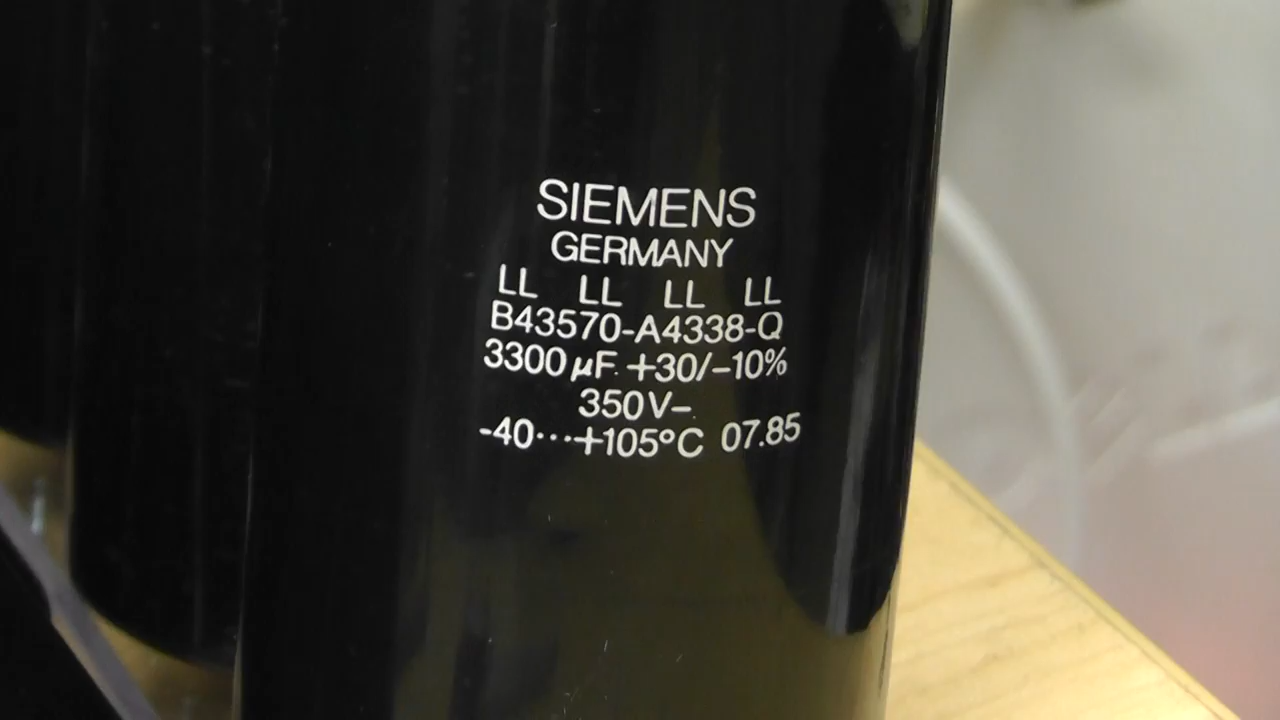 SIEMENS
GERMANY
LL LL LL LL
B43570-A4338-Q
3300 µF. +30/-10%
350V-
-40···+105°C 07.85